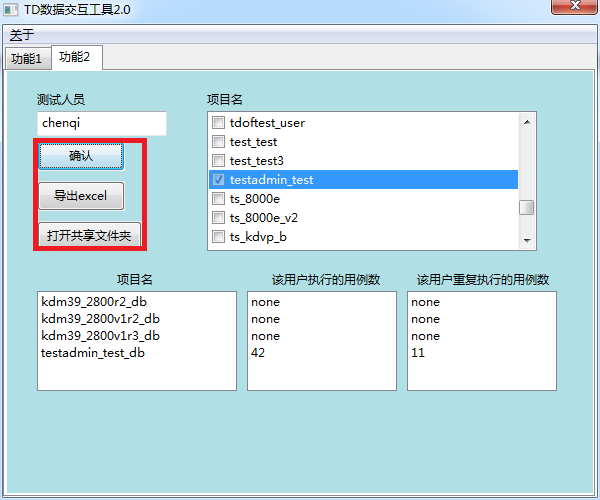 TD数据交互工具2.0
关于
功能1 功能2
测试人员 项目名
chenqi
确认
导出excel
打开共享文件夹
tdoftest_user
test_test
test_test3
testadmin_test
ts_8000e
ts_8000e_v2
ts_kdvp_b
项目名 该用户执行的用例数 该用户重复执行的用例数
kdm39_2800r2_db none none
kdm39_2800v1r2_db none none
kdm39_2800v1r3_db none none
testadmin_test_db 42 11